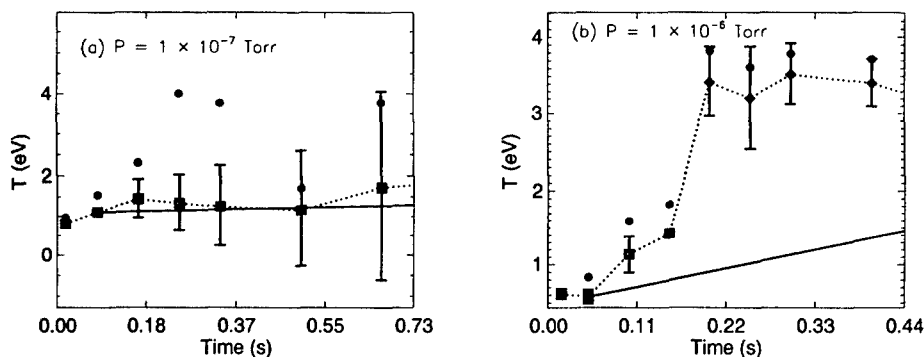 (a) P = 1 × 10⁻⁷ Torr
T (eV)
4
2
0
0.00 0.18 0.37 0.55 0.73
Time (s)
(b) P = 1 × 10⁻⁶ Torr
T (eV)
4
3
2
1
0.00 0.11 0.22 0.33 0.44
Time (s)